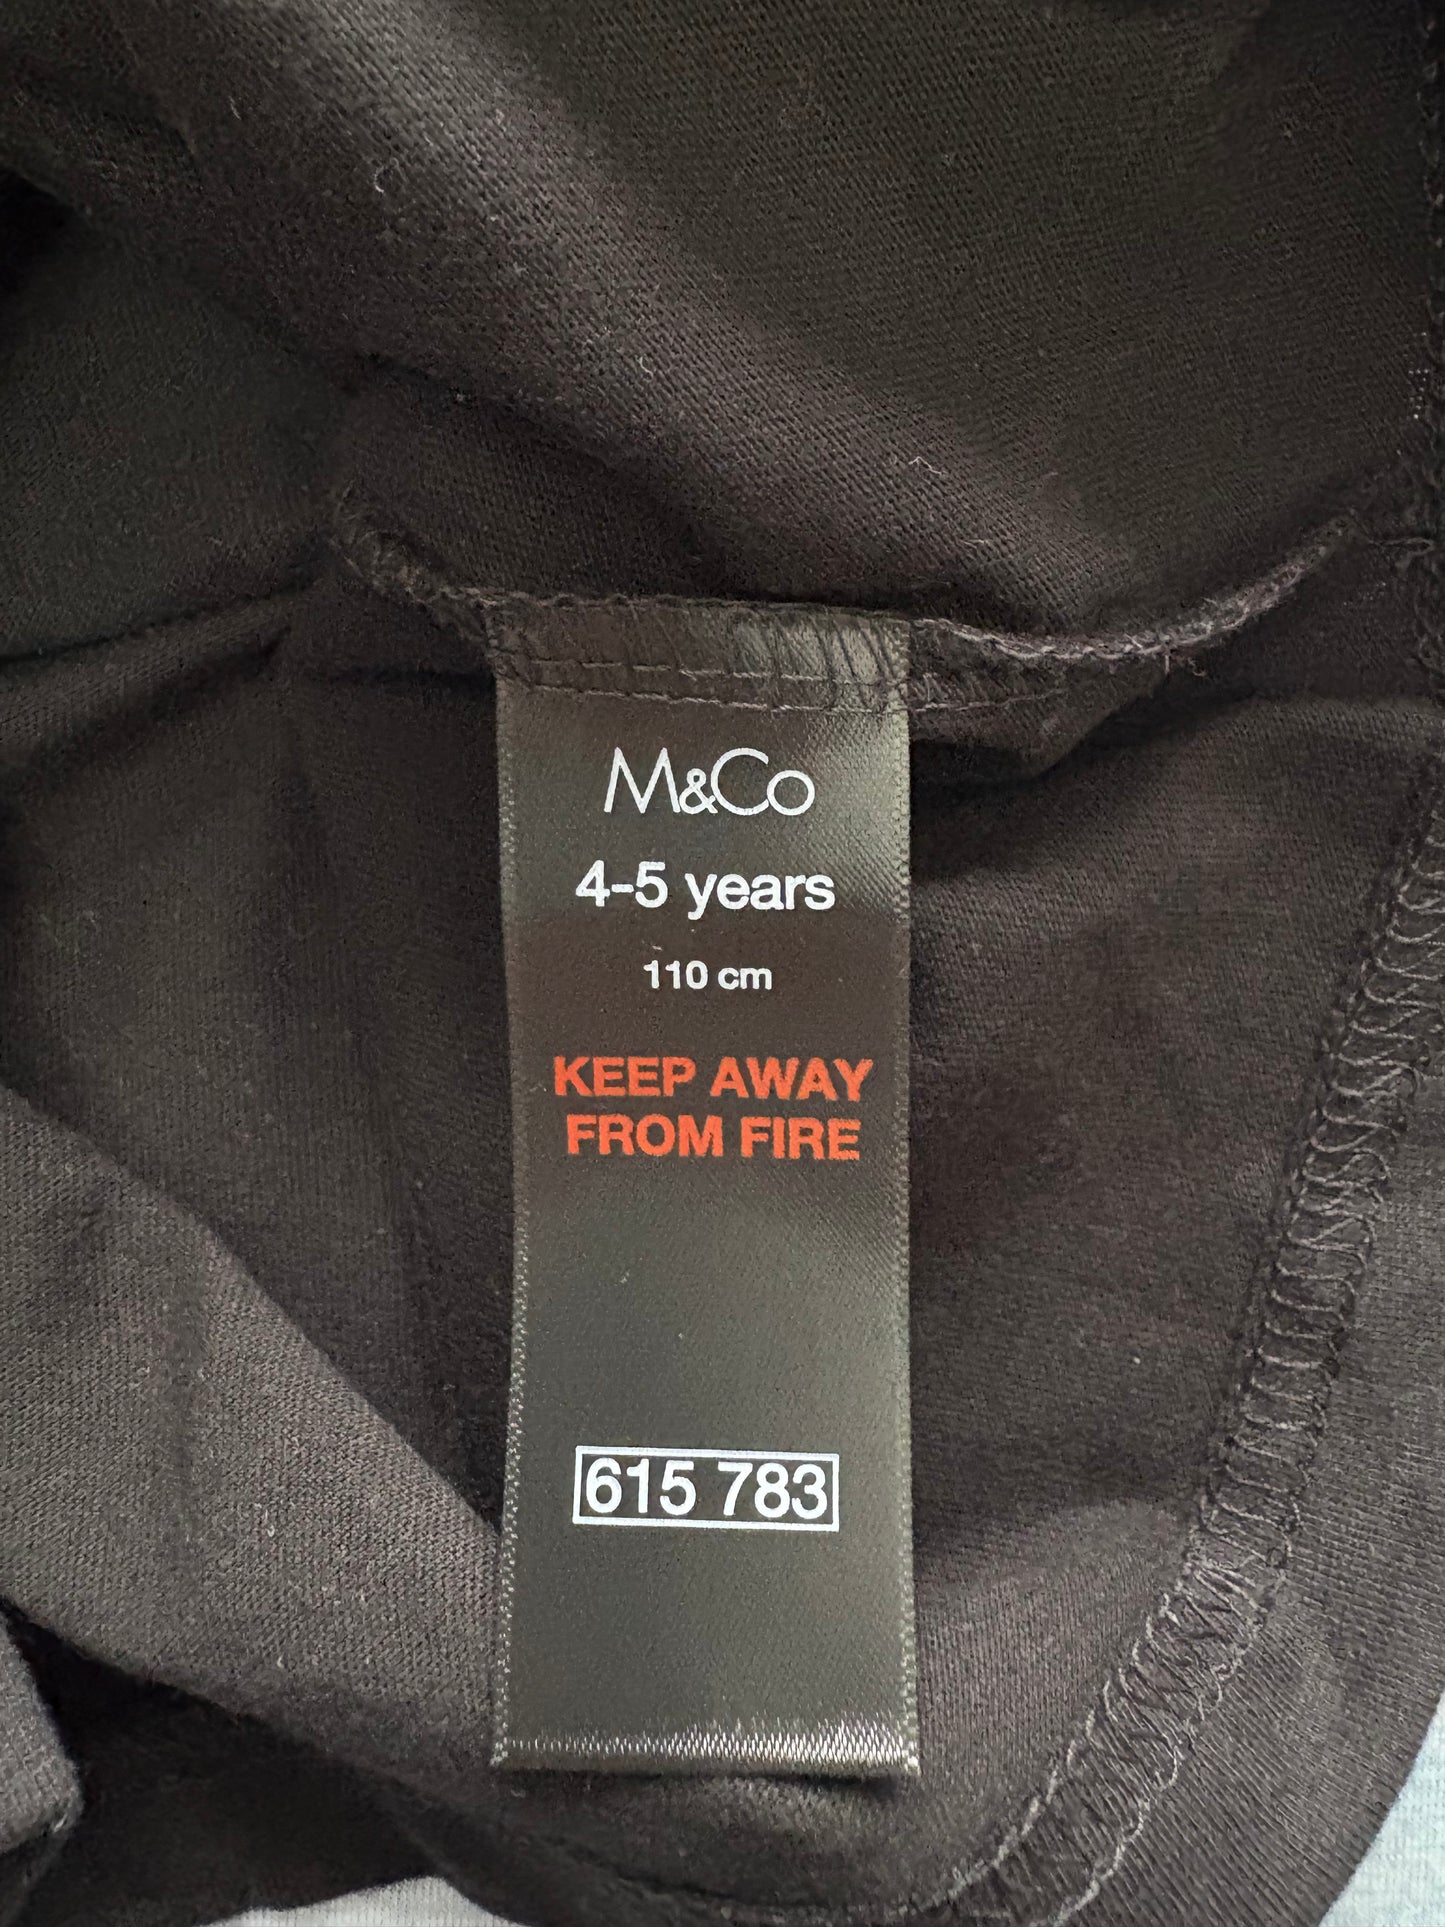 M&Co
4-5 years
110 cm
KEEP AWAY
FROM FIRE
615 783